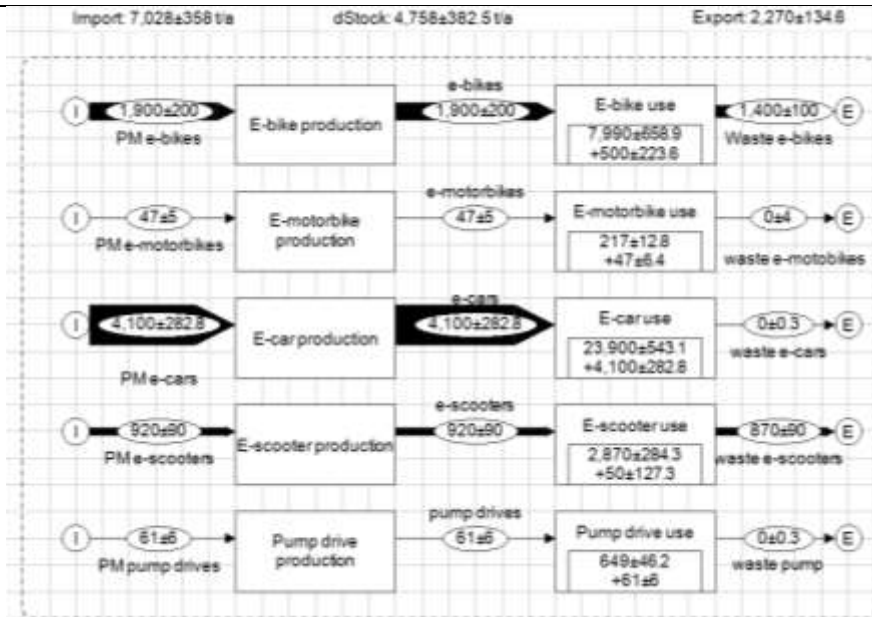 Import: 7,028±358 t/a dStock: 4,758±382.5 t/a Export: 2,270±134.6
I 1,900±200 PM e-bikes
E-bike production
e-bikes
1,900±200
E-bike use
7,990±658.9
+500±223.6
1,400±100 E
Waste e-bikes
I 47±5
PM e-motorbikes
E-motorbike
production
e-motorbikes
47±5
E-motorbike use
217±12.8
+47±6.4
0±4 E
waste e-motobikes
I 4,100±282.8
PM e-cars
E-car production
e-cars
4,100±282.8
E-car use
23,900±543.1
+4,100±282.8
0±0.3 E
waste e-cars
I 920±90
PM e-scooters
E-scooter production
e-scooters
920±90
E-scooter use
2,870±284.3
+50±127.3
870±90 E
waste e-scooters
I 61±6
PM pump drives
Pump drive
production
pump drives
61±6
Pump drive use
649±46.2
+61±6
0±0.3 E
waste pump